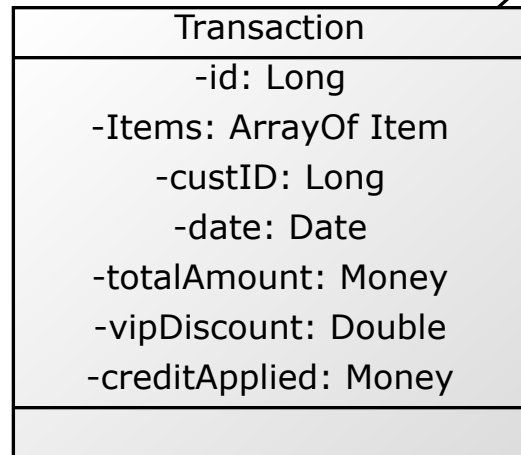 Transaction
-id: Long
-Items: ArrayOf Item
-custID: Long
-date: Date
-totalAmount: Money
-vipDiscount: Double
-creditApplied: Money